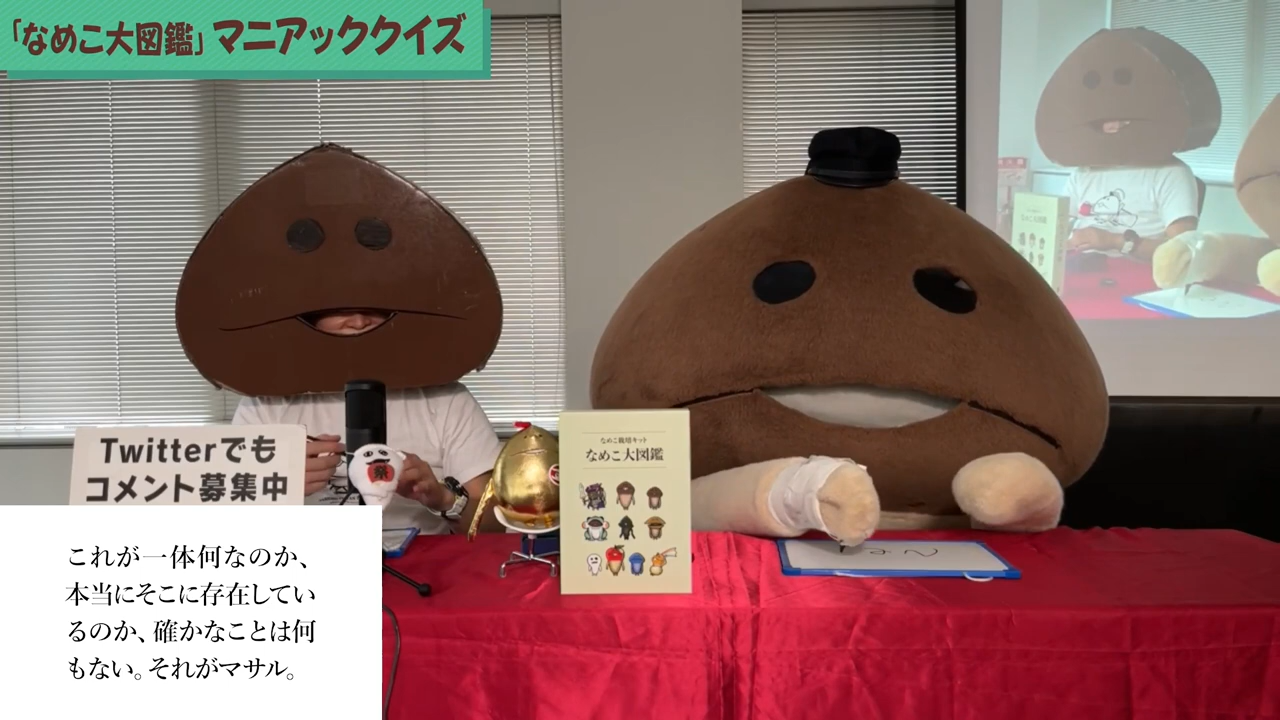 「なめこ大図鑑」マニアッククイズ
Twitterでも
コメント募集中
なめこ栽培キット
なめこ大図鑑
祭
これが一体何なのか、
本当にそこに存在してい
るのか、確かなことは何
もない。それがマサル。